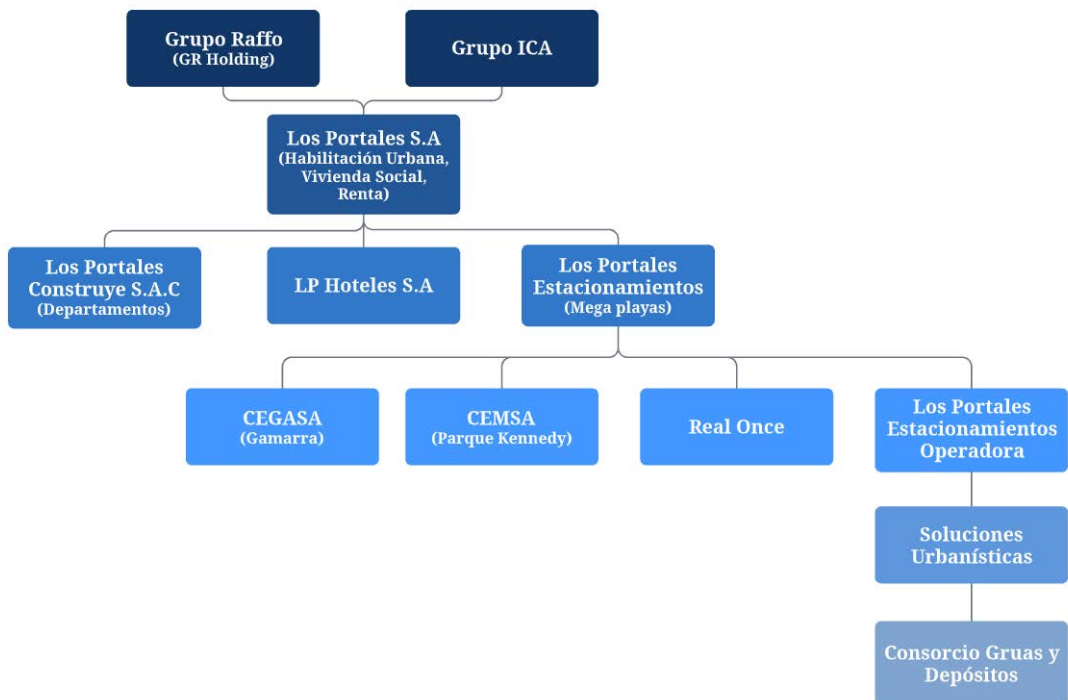 Grupo Raffo
(GR Holding)
Grupo ICA
Los Portales S.A
(Habilitación Urbana,
Vivienda Social,
Renta)
Los Portales
Construye S.A.C
(Departamentos)
LP Hoteles S.A
Los Portales
Estacionamientos
(Mega playas)
CEGASA
(Gamarra)
CEMSA
(Parque Kennedy)
Real Once
Los Portales
Estacionamientos
Operadora
Soluciones
Urbanísticas
Consorcio Gruas y
Depósitos